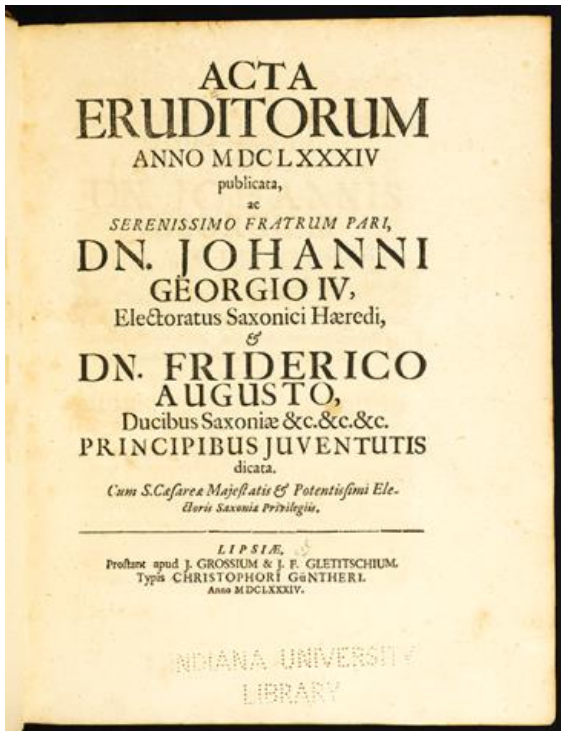 ACTA
ERUDITORUM
ANNO MDCLXXXIV
publicata,
ac
SERENISSIMO FRATRUM PARI,
DN. JOHANNI
GEORGIO IV,
Electoratus Saxonici Hæredi,
&
DN. FRIDERICO
AUGUSTO,
Ducibus Saxoniæ &c.&c.&c.
PRINCIPIBUS JUVENTUTIS
dicata.
Cum S.Cæsareæ Majestatis & Potentissimi Ele-
ctoris Saxoniæ Privilegiis.
LIPSIÆ,
Prostant apud J. GROSSIUM & J. F. GLETITSCHIUM.
Typis CHRISTOPHORI GüNTHERI.
Anno MDCLXXXIV.
INDIANA UNIVERSITY
LIBRARY